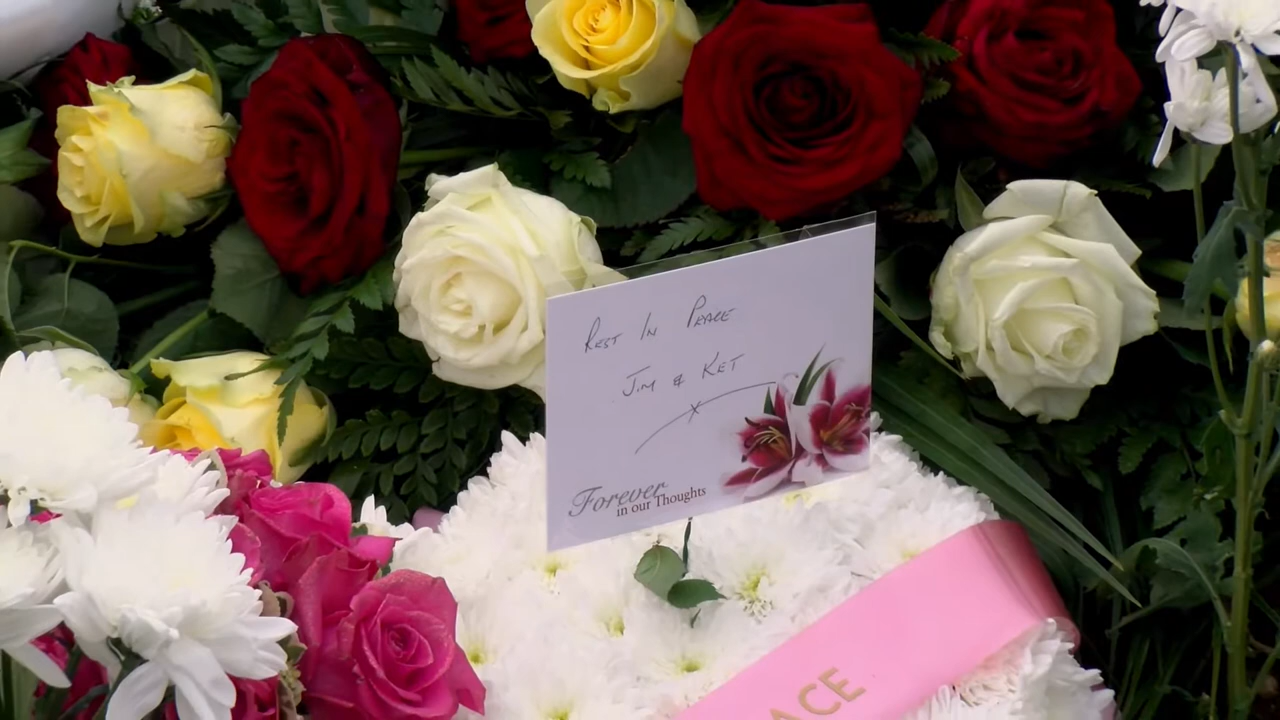 REST IN PEACE
JIM & KET
x
Forever
in our Thoughts
ACE